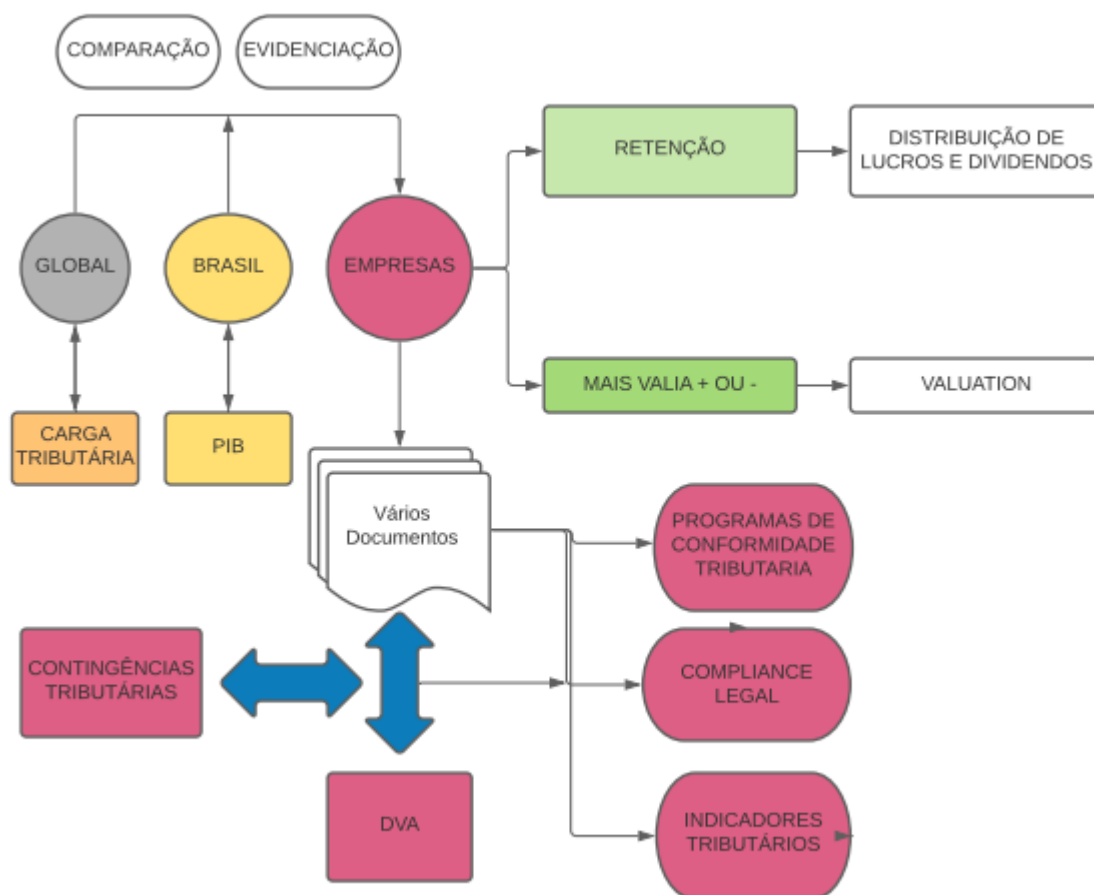 COMPARAÇÃO
EVIDENCIAÇÃO
RETENÇÃO
DISTRIBUIÇÃO DE
LUCROS E DIVIDENDOS
GLOBAL
BRASIL
EMPRESAS
MAIS VALIA + OU -
VALUATION
CARGA
TRIBUTÁRIA
PIB
Vários
Documentos
PROGRAMAS DE
CONFORMIDADE
TRIBUTARIA
CONTINGÊNCIAS
TRIBUTÁRIAS
COMPLIANCE
LEGAL
DVA
INDICADORES
TRIBUTÁRIOS